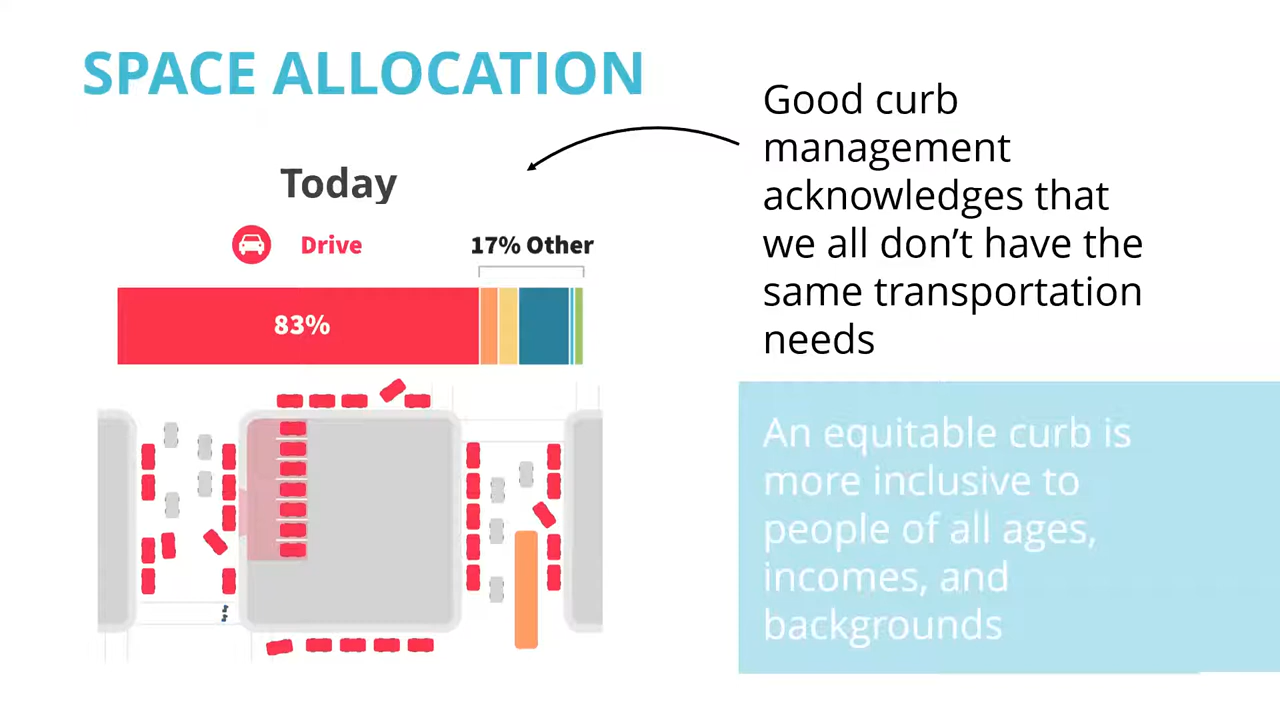 SPACE ALLOCATION
Today
Drive
17% Other
83%
Good curb
management
acknowledges that
we all don’t have the
same transportation
needs
An equitable curb is
more inclusive to
people of all ages,
incomes, and
backgrounds